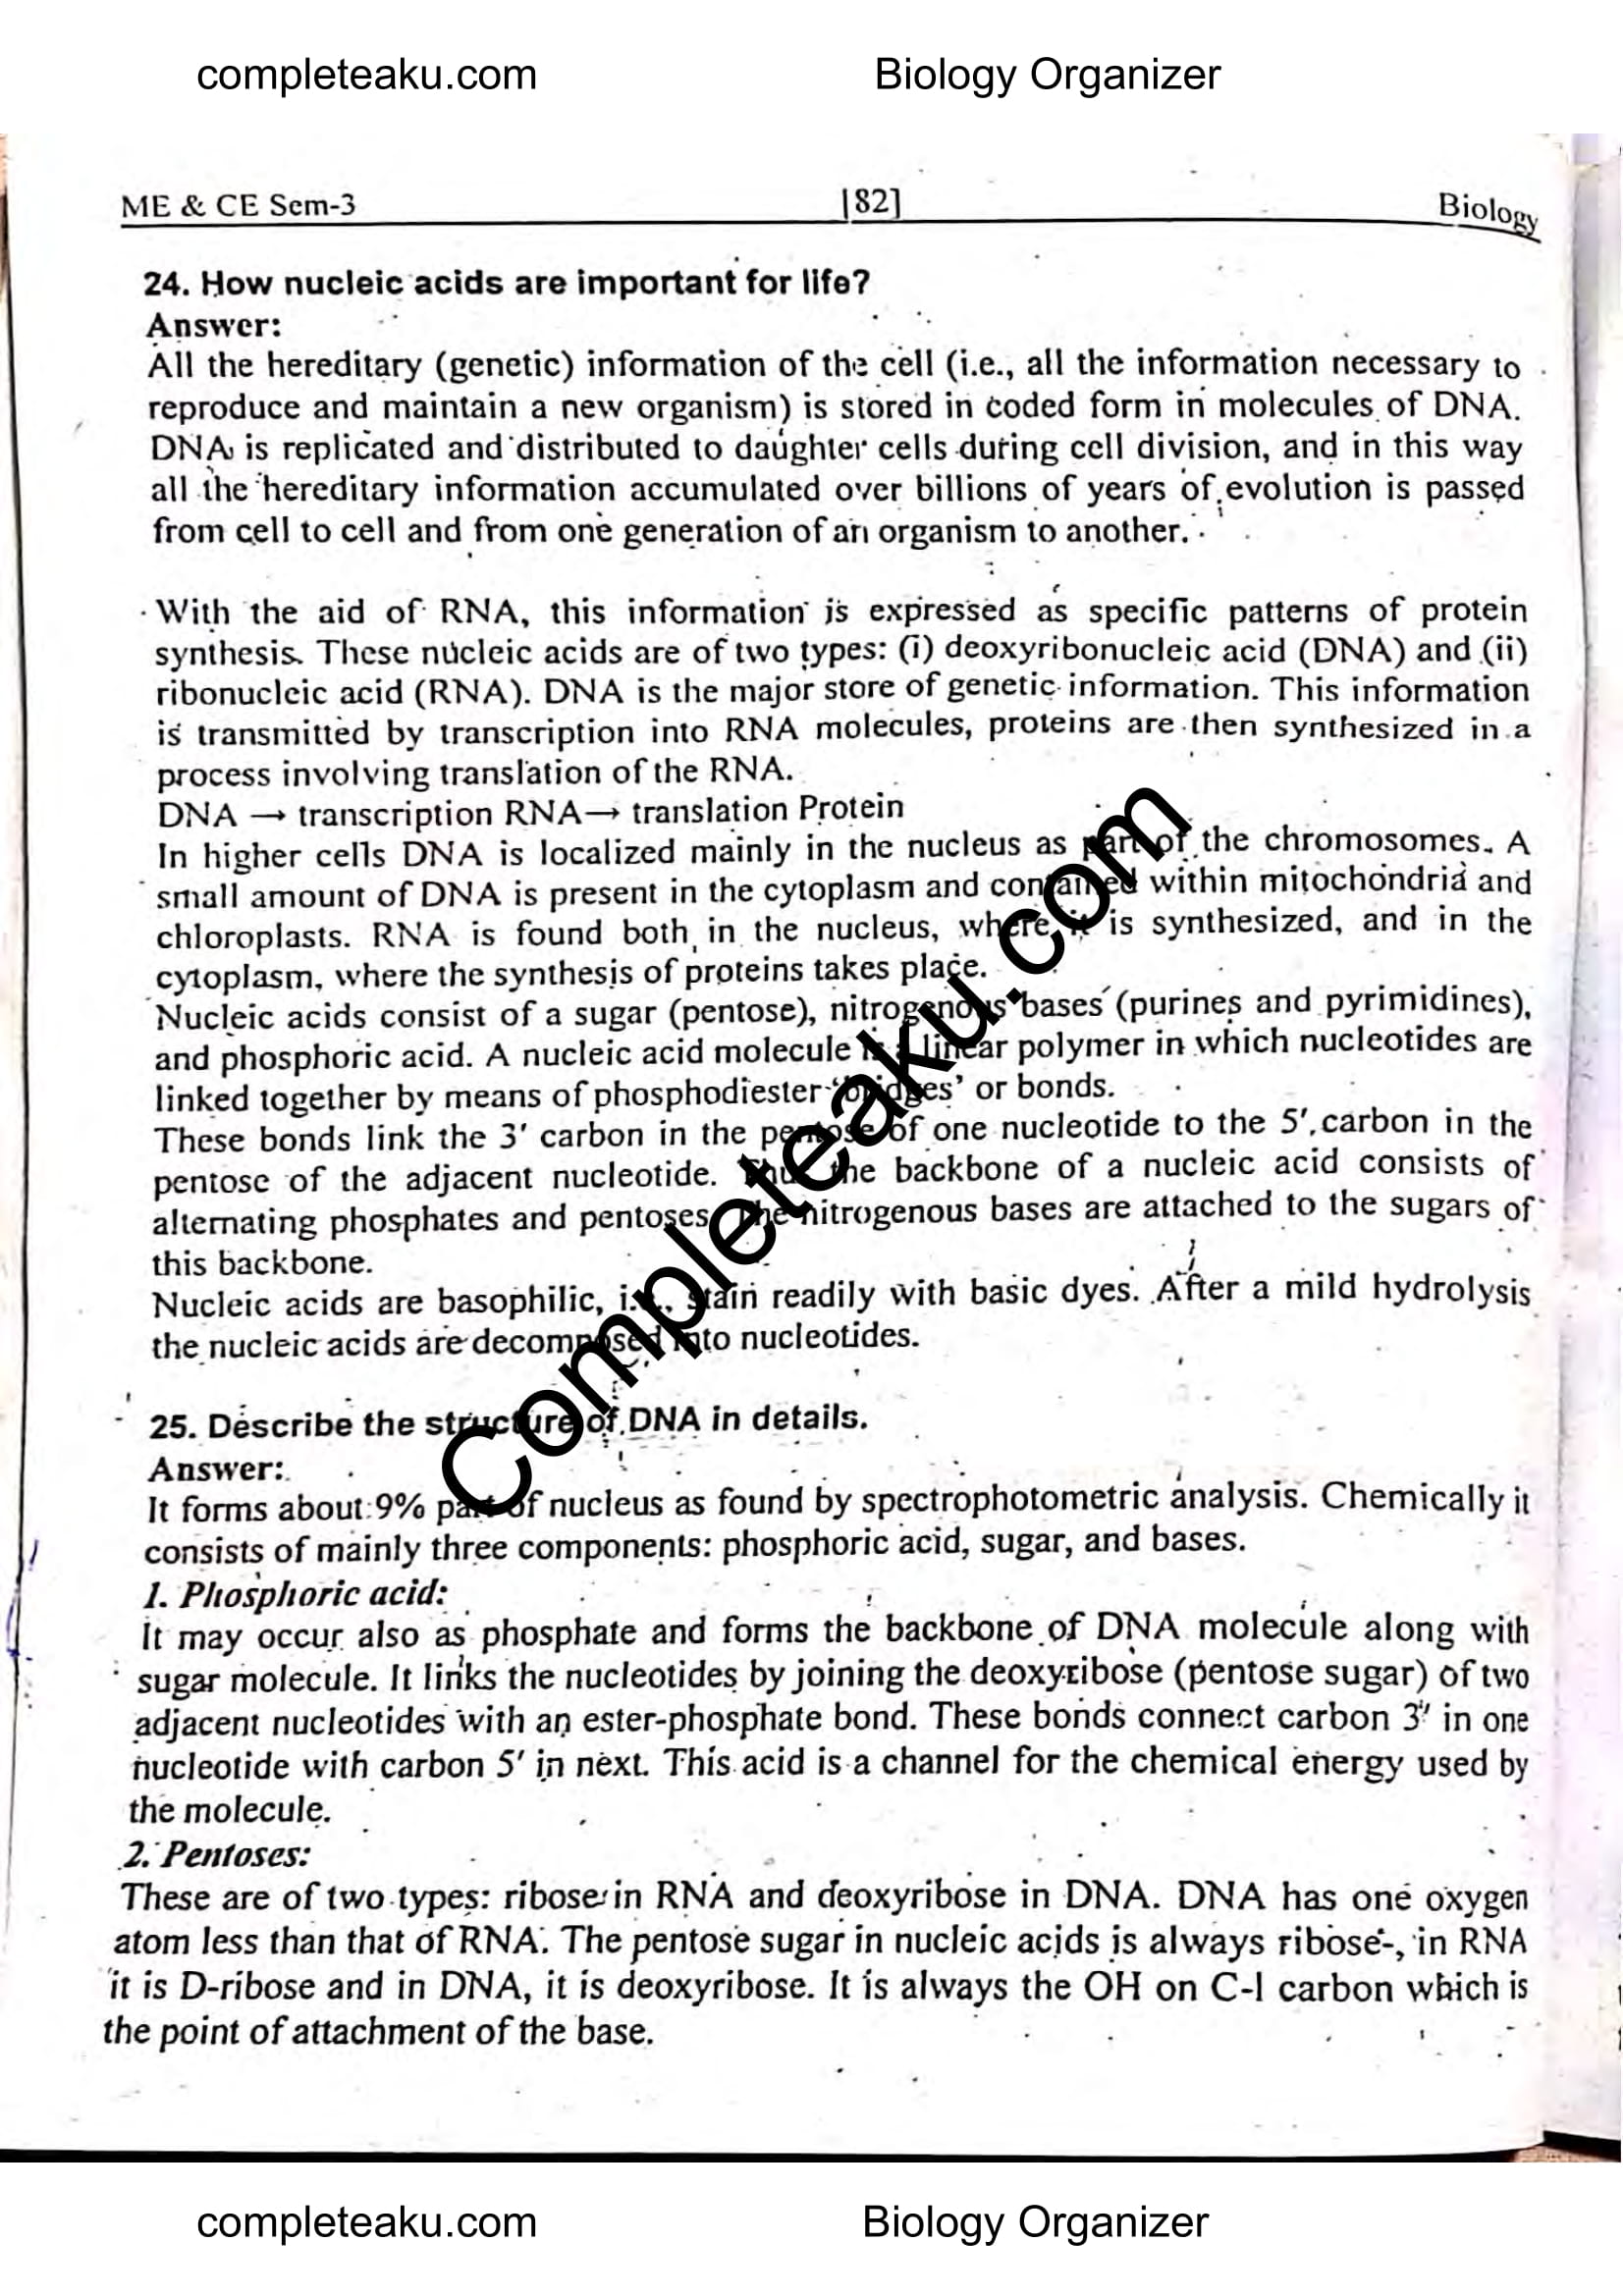 completeaku.com Biology Organizer
ME & CE Sem-3 [82] Biology
24. How nucleic acids are important for life?
Answer:
All the hereditary (genetic) information of the cell (i.e., all the information necessary to
reproduce and maintain a new organism) is stored in coded form in molecules of DNA.
DNA is replicated and distributed to daughter cells during cell division, and in this way
all the hereditary information accumulated over billions of years of evolution is passed
from cell to cell and from one generation of an organism to another.
With the aid of RNA, this information is expressed as specific patterns of protein
synthesis. These nucleic acids are of two types: (i) deoxyribonucleic acid (DNA) and (ii)
ribonucleic acid (RNA). DNA is the major store of genetic information. This information
is transmitted by transcription into RNA molecules, proteins are then synthesized in a
process involving translation of the RNA.
DNA → transcription RNA→ translation Protein
In higher cells DNA is localized mainly in the nucleus as part of the chromosomes. A
small amount of DNA is present in the cytoplasm and contained within mitochondria and
chloroplasts. RNA is found both in the nucleus, where it is synthesized, and in the
cytoplasm, where the synthesis of proteins takes place.
Nucleic acids consist of a sugar (pentose), nitrogenous bases (purines and pyrimidines),
and phosphoric acid. A nucleic acid molecule is a linear polymer in which nucleotides are
linked together by means of phosphodiester 'bridges' or bonds.
These bonds link the 3′ carbon in the pentose of one nucleotide to the 5′ carbon in the
pentose of the adjacent nucleotide. Thus the backbone of a nucleic acid consists of
alternating phosphates and pentoses. The nitrogenous bases are attached to the sugars of
this backbone.
Nucleic acids are basophilic, i.e., stain readily with basic dyes. After a mild hydrolysis
the nucleic acids are decomposed into nucleotides.
25. Describe the structure of DNA in details.
Answer:
It forms about 9% part of nucleus as found by spectrophotometric analysis. Chemically it
consists of mainly three components: phosphoric acid, sugar, and bases.
1. Phosphoric acid:
It may occur also as phosphate and forms the backbone of DNA molecule along with
sugar molecule. It links the nucleotides by joining the deoxyribose (pentose sugar) of two
adjacent nucleotides with an ester-phosphate bond. These bonds connect carbon 3′ in one
nucleotide with carbon 5′ in next. This acid is a channel for the chemical energy used by
the molecule.
2. Pentoses:
These are of two types: ribose in RNA and deoxyribose in DNA. DNA has one oxygen
atom less than that of RNA. The pentose sugar in nucleic acids is always ribose-, in RNA
it is D-ribose and in DNA, it is deoxyribose. It is always the OH on C-1 carbon which is
the point of attachment of the base.
Completeaku.com
completeaku.com Biology Organizer